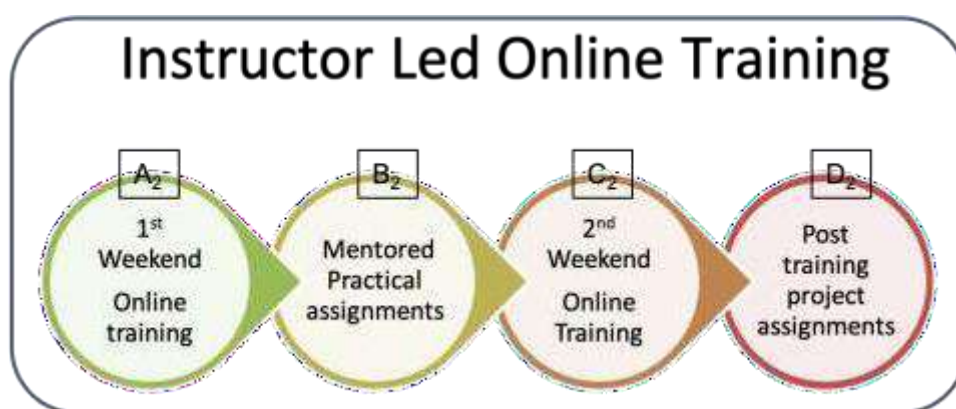 Instructor Led Online Training
A₂
B₂
C₂
D₂
1st
Weekend
Online
training
Mentored
Practical
assignments
2nd
Weekend
Online
Training
Post
training
project
assignments